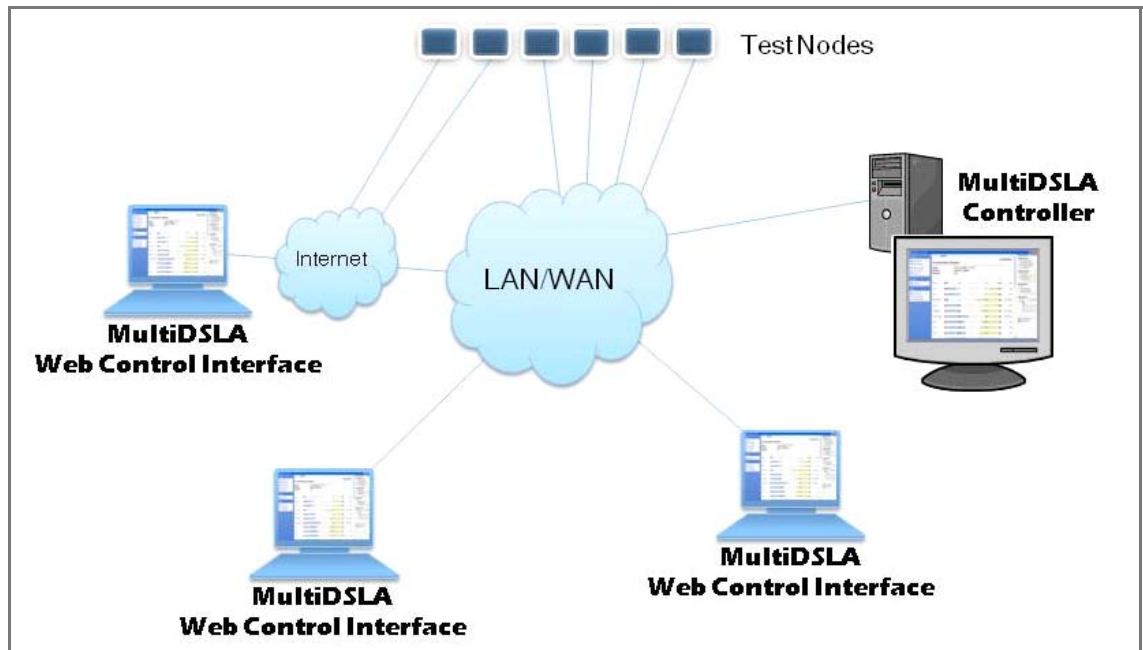 Test Nodes
MultiDSLA
Controller
Internet
LAN/WAN
MultiDSLA
Web Control Interface
MultiDSLA
Web Control Interface
MultiDSLA
Web Control Interface